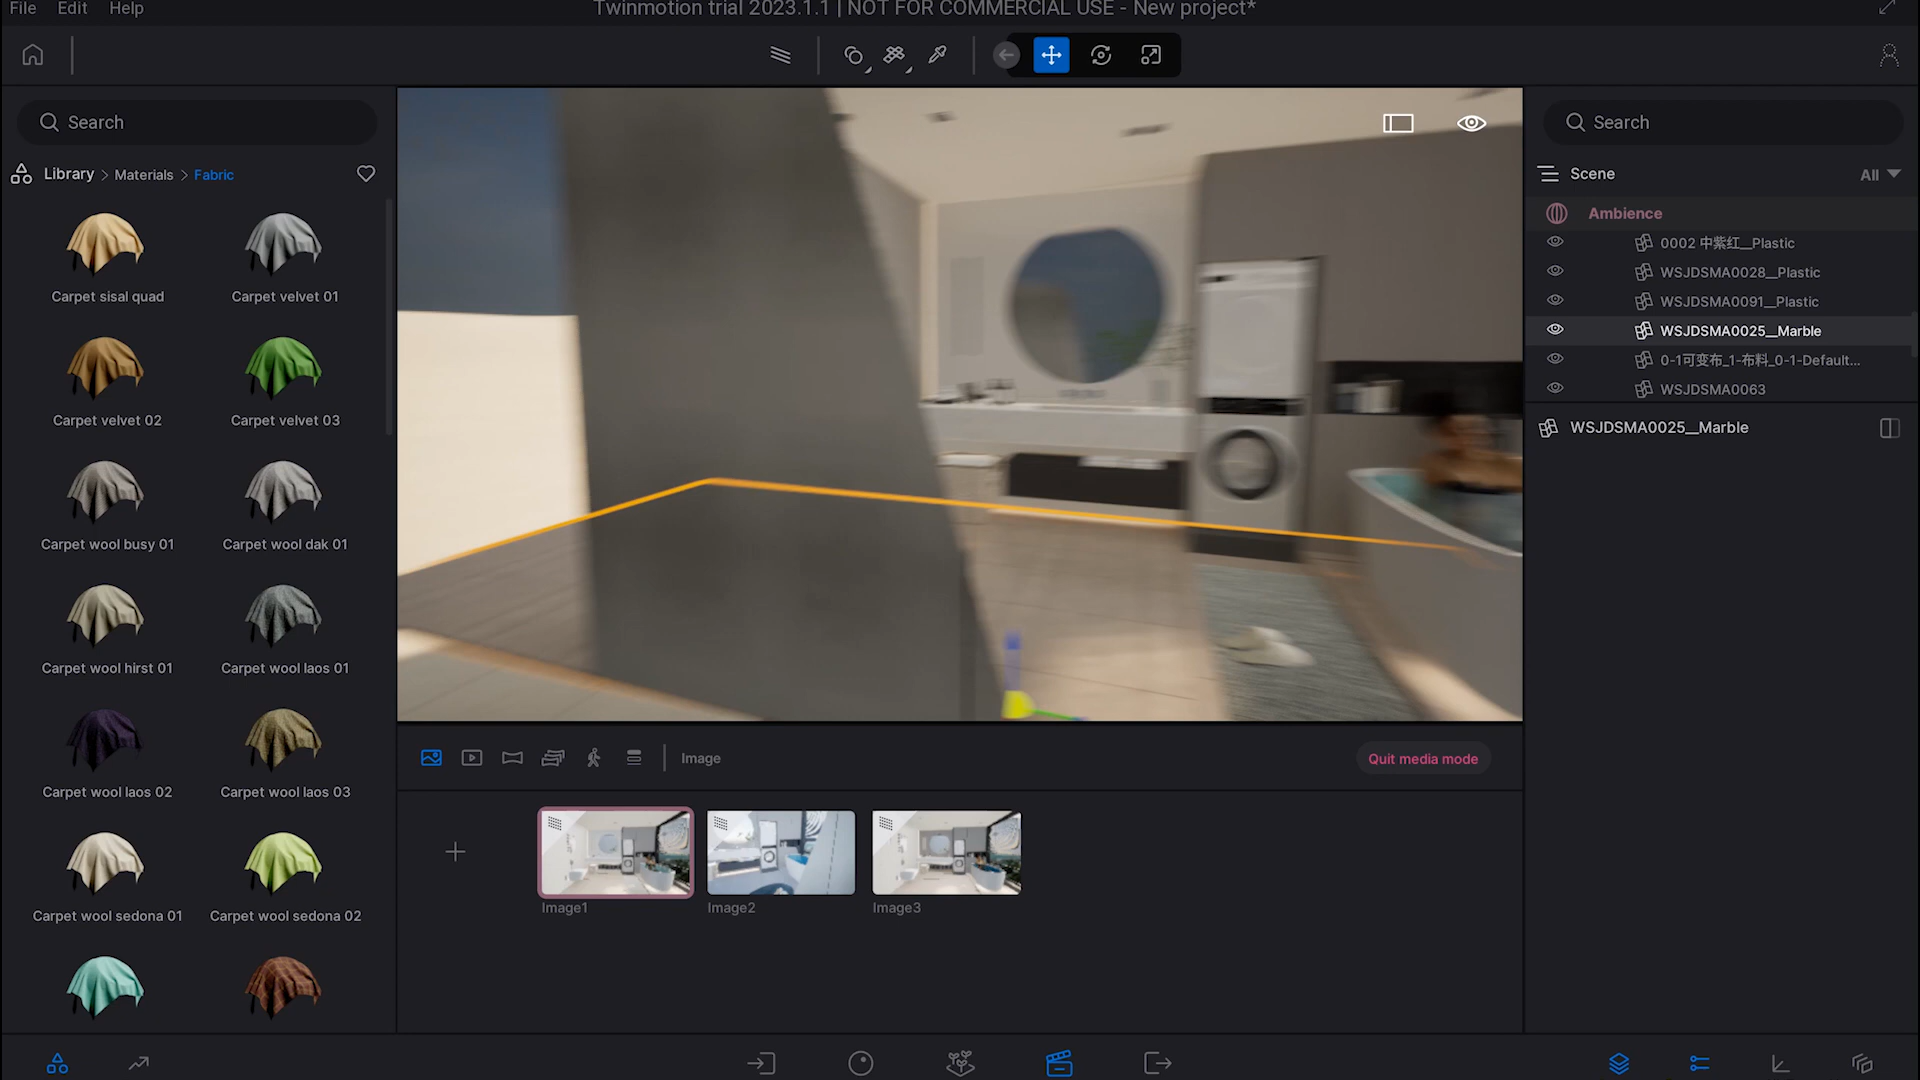 File Edit Help
Twinmotion trial 2023.1.1 | NOT FOR COMMERCIAL USE - New project*
Search
Library > Materials > Fabric
Carpet sisal quad
Carpet velvet 01
Carpet velvet 02
Carpet velvet 03
Carpet wool busy 01
Carpet wool dak 01
Carpet wool hirst 01
Carpet wool laos 01
Carpet wool laos 02
Carpet wool laos 03
Carpet wool sedona 01
Carpet wool sedona 02
Image
Quit media mode
Image1
Image2
Image3
Search
Scene
All
Ambience
0002 中紫红__Plastic
WSJDSMA0028__Plastic
WSJDSMA0091__Plastic
WSJDSMA0025__Marble
0-1可变布_1-布料_0-1-Default...
WSJDSMA0063
WSJDSMA0025__Marble